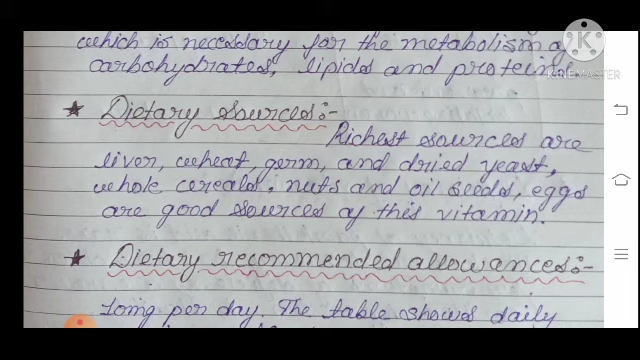 which is necessary for the metabolism of
carbohydrates, lipids and proteins
★ Dietary sources:-
Richest sources are
liver, wheat, germ, and dried yeast,
whole cereals. nuts and oil seeds, eggs
are good sources of this vitamin.
★ Dietary recommended allowances:-
10mg per day. The table shows daily
KINEMASTER